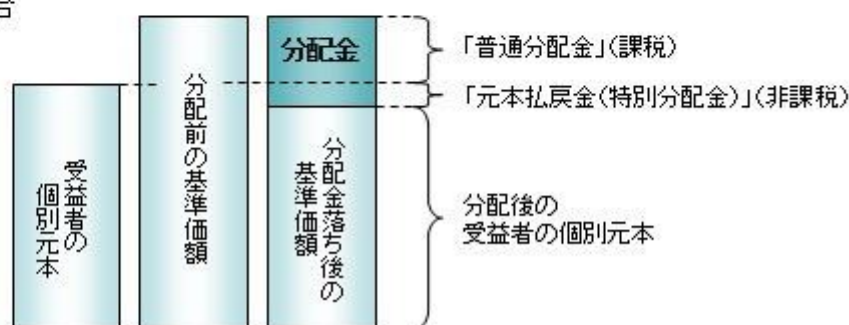 合
分配金
「普通分配金」(課税)
「元本払戻金(特別分配金)」(非課税)
受益者の
個別元本
分配前の基準価額
分配金落ち後の
基準価額
分配後の
受益者の個別元本